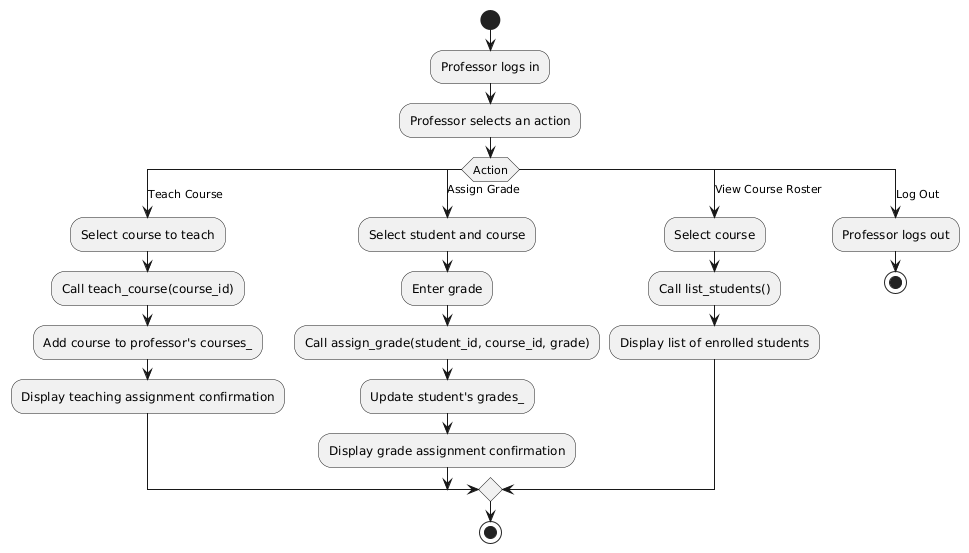 Professor logs in
Professor selects an action
Action
Teach Course
Assign Grade
View Course Roster
Log Out
Select course to teach
Select student and course
Select course
Professor logs out
Call teach_course(course_id)
Enter grade
Call list_students()
Add course to professor's courses_
Call assign_grade(student_id, course_id, grade)
Display list of enrolled students
Display teaching assignment confirmation
Update student's grades_
Display grade assignment confirmation